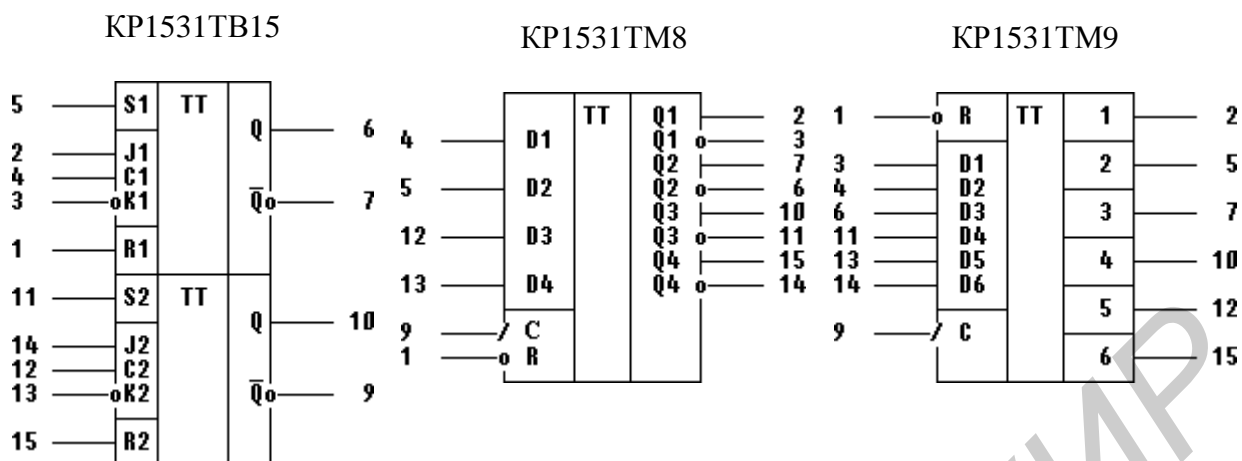 КР1531ТВ15
КР1531ТМ8
КР1531ТМ9
5 S1 TT
Q 6
2 J1
4 C1
3 K1 Q̅ 7
1 R1
11 S2 TT
Q 10
14 J2
12 C2
13 K2 Q̅ 9
15 R2
TT Q1 2
4 D1 Q1 3
Q2 7
5 D2 Q2 6
Q3 10
12 D3 Q3 11
Q4 15
13 D4 Q4 14
9 C
1 R
1 R TT 1 2
3 D1 2 5
4 D2
6 D3 3 7
11 D4
13 D5 4 10
14 D6
5 12
9 C
6 15
ИР